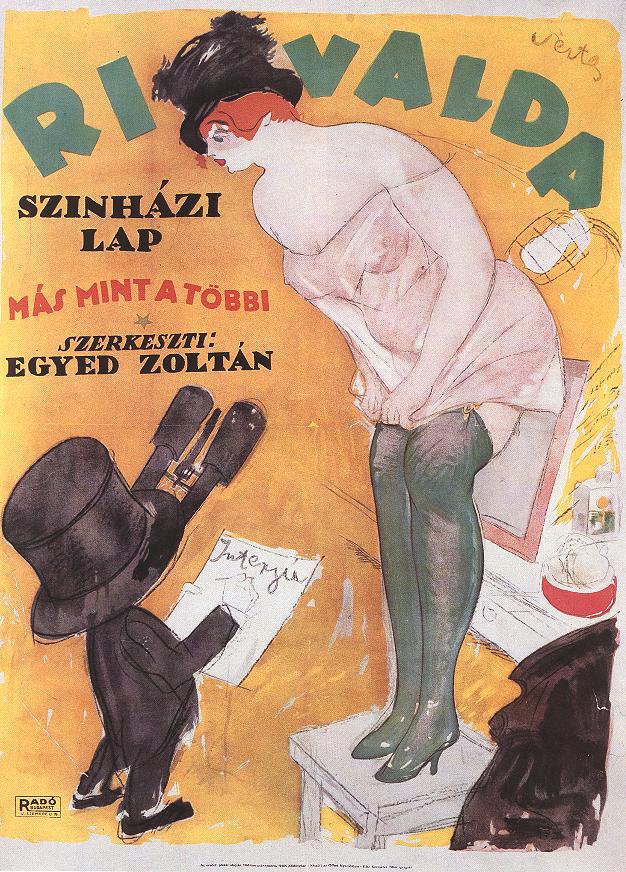 Vértes
RIVALDA
SZINHÁZI
LAP
MÁS MINT A TÖBBI
SZERKESZTI:
EGYED ZOLTÁN
Interjú
RADÓ
BUDAPEST